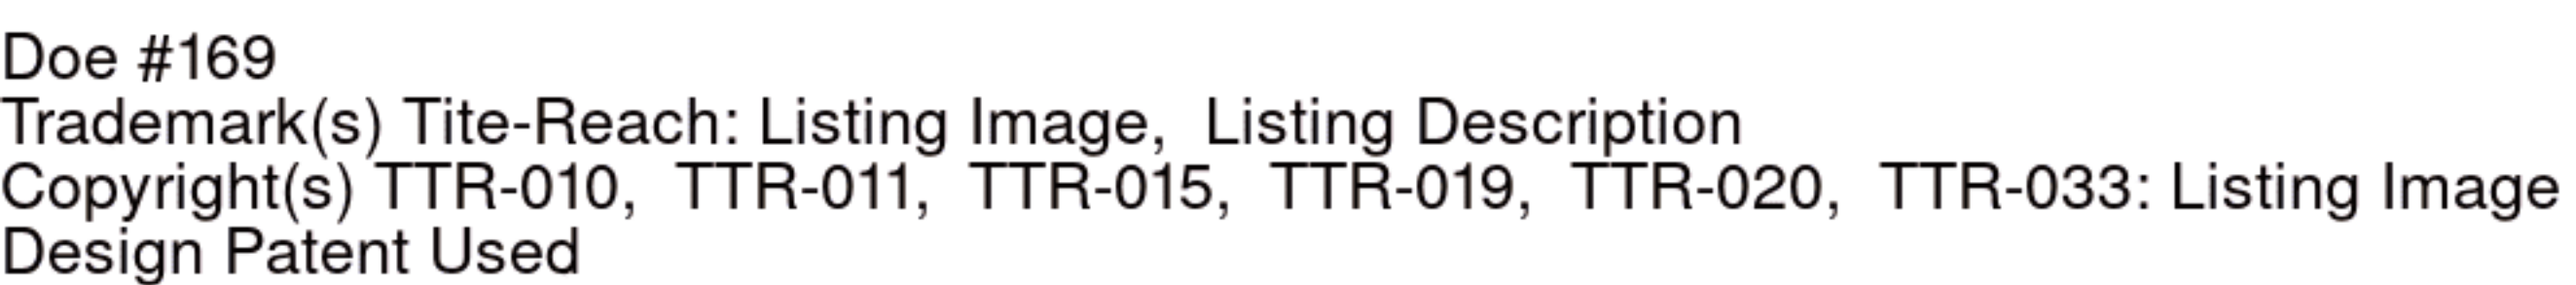 Doe #169
Trademark(s) Tite-Reach: Listing Image, Listing Description
Copyright(s) TTR-010, TTR-011, TTR-015, TTR-019, TTR-020, TTR-033: Listing Image
Design Patent Used